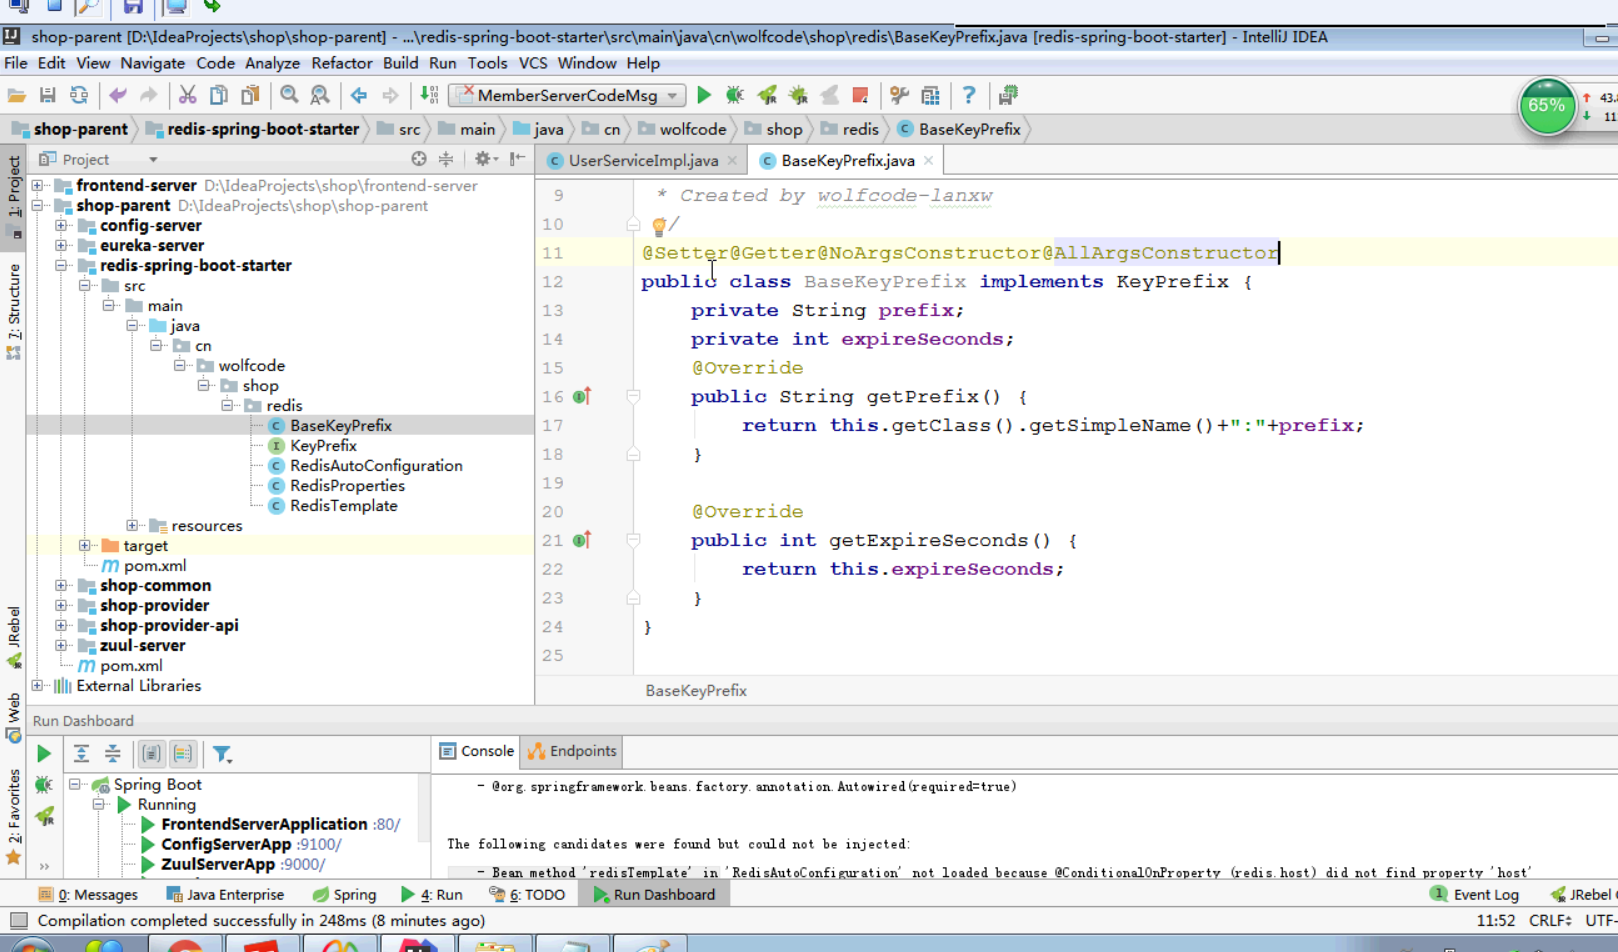 shop-parent [D:\IdeaProjects\shop\shop-parent] - ...\redis-spring-boot-starter\src\main\java\cn\wolfcode\shop\redis\BaseKeyPrefix.java [redis-spring-boot-starter] - IntelliJ IDEA
File Edit View Navigate Code Analyze Refactor Build Run Tools VCS Window Help
MemberServerCodeMsg
65%
43.
11
shop-parent redis-spring-boot-starter src main java cn wolfcode shop redis BaseKeyPrefix
Project
UserServiceImpl.java
BaseKeyPrefix.java
1: Project
7: Structure
JRebel
Web
2: Favorites
frontend-server D:\IdeaProjects\shop\frontend-server
shop-parent D:\IdeaProjects\shop\shop-parent
config-server
eureka-server
redis-spring-boot-starter
src
main
java
cn
wolfcode
shop
redis
BaseKeyPrefix
KeyPrefix
RedisAutoConfiguration
RedisProperties
RedisTemplate
resources
target
pom.xml
shop-common
shop-provider
shop-provider-api
zuul-server
pom.xml
External Libraries
9 * Created by wolfcode-lanxw
10 /
11 @Setter@Getter@NoArgsConstructor@AllArgsConstructor
12 public class BaseKeyPrefix implements KeyPrefix {
13 private String prefix;
14 private int expireSeconds;
15 @Override
16 public String getPrefix() {
17 return this.getClass().getSimpleName()+":"+prefix;
18 }
19
20 @Override
21 public int getExpireSeconds() {
22 return this.expireSeconds;
23 }
24 }
25
BaseKeyPrefix
Run Dashboard
Console
Endpoints
Spring Boot
Running
FrontendServerApplication :80/
ConfigServerApp :9100/
ZuulServerApp :9000/
- @org.springframework.beans.factory.annotation.Autowired(required=true)
The following candidates were found but could not be injected:
- Bean method 'redisTemplate' in 'RedisAutoConfiguration' not loaded because @ConditionalOnProperty (redis.host) did not find property 'host'
0: Messages Java Enterprise Spring 4: Run 6: TODO Run Dashboard 1 Event Log JRebel
Compilation completed successfully in 248ms (8 minutes ago)
11:52 CRLF UTF-